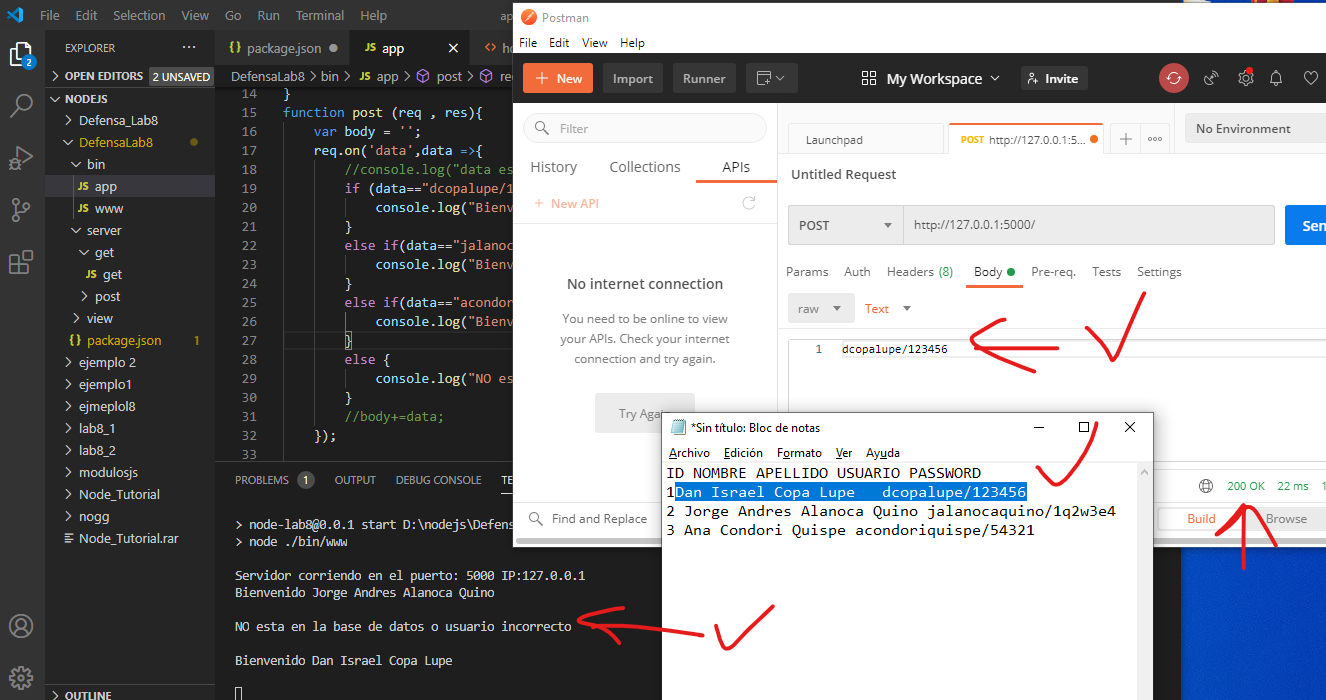 File Edit Selection View Go Run Terminal Help
EXPLORER
OPEN EDITORS 2 UNSAVED
NODEJS
Defensa_Lab8
DefensaLab8
bin
JS app
JS www
server
get
JS get
post
view
{} package.json 1
ejemplo 2
ejemplo1
ejmeplol8
lab8_1
lab8_2
modulosjs
Node_Tutorial
nogg
Node_Tutorial.rar
OUTLINE
2
{} package.json
JS app
DefensaLab8 > bin > JS app > post >
14 }
15 function post (req , res){
16 var body = '';
17 req.on('data',data =>{
18 //console.log("data es
19 if (data=="dcopalupe/1
20 console.log("Bienv
21 }
22 else if(data=="jalanoc
23 console.log("Bienv
24 }
25 else if(data=="acondor
26 console.log("Bienv
27 }
28 else {
29 console.log("NO es
30 }
31 //body+=data;
32 });
33
PROBLEMS 1 OUTPUT DEBUG CONSOLE TE
> node-lab8@0.0.1 start D:\nodejs\Defens
> node ./bin/www
Servidor corriendo en el puerto: 5000 IP:127.0.0.1
Bienvenido Jorge Andres Alanoca Quino
NO esta en la base de datos o usuario incorrecto
Bienvenido Dan Israel Copa Lupe
Postman
File Edit View Help
New Import Runner My Workspace Invite
Filter
History Collections APIs
+ New API
No internet connection
You need to be online to view
your APIs. Check your internet
connection and try again.
Try Again
Find and Replace
Launchpad
POST http://127.0.0.1:5...
No Environment
Untitled Request
POST http://127.0.0.1:5000/
Params Auth Headers (8) Body Pre-req. Tests Settings
raw Text
1 dcopalupe/123456
200 OK 22 ms
Build Browse
*Sin título: Bloc de notas
Archivo Edición Formato Ver Ayuda
ID NOMBRE APELLIDO USUARIO PASSWORD
1Dan Israel Copa Lupe dcopalupe/123456
2 Jorge Andres Alanoca Quino jalanocaquino/1q2w3e4
3 Ana Condori Quispe acondoriquispe/54321